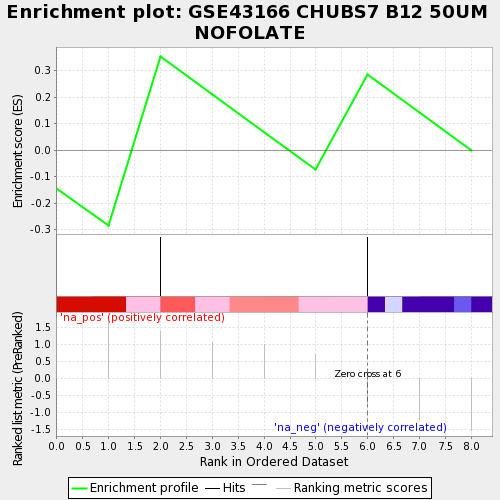 Enrichment plot: GSE43166 CHUBS7 B12 50UM
NOFOLATE
Enrichment score (ES)
0.3
0.2
0.1
0.0
-0.1
-0.2
-0.3
'na_pos' (positively correlated)
Ranked list metric (PreRanked)
1.5
1.0
0.5
0.0
-0.5
-1.0
-1.5
Zero cross at 6
'na_neg' (negatively correlated)
0.0 0.5 1.0 1.5 2.0 2.5 3.0 3.5 4.0 4.5 5.0 5.5 6.0 6.5 7.0 7.5 8.0
Rank in Ordered Dataset
Enrichment profile Hits Ranking metric scores